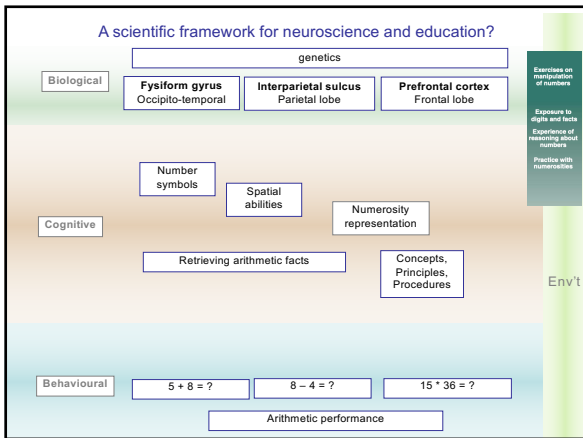 A scientific framework for neuroscience and education?
genetics
Biological
Fysiform gyrus
Occipito-temporal
Interparietal sulcus
Parietal lobe
Prefrontal cortex
Frontal lobe
Exercises on
manipulation
of numbers
Exposure to
digits and facts
Experience of
reasoning about
numbers
Practice with
numerosities
Number
symbols
Spatial
abilities
Numerosity
representation
Cognitive
Retrieving arithmetic facts
Concepts,
Principles,
Procedures
Env't
Behavioural
5 + 8 = ?
8 – 4 = ?
15 * 36 = ?
Arithmetic performance